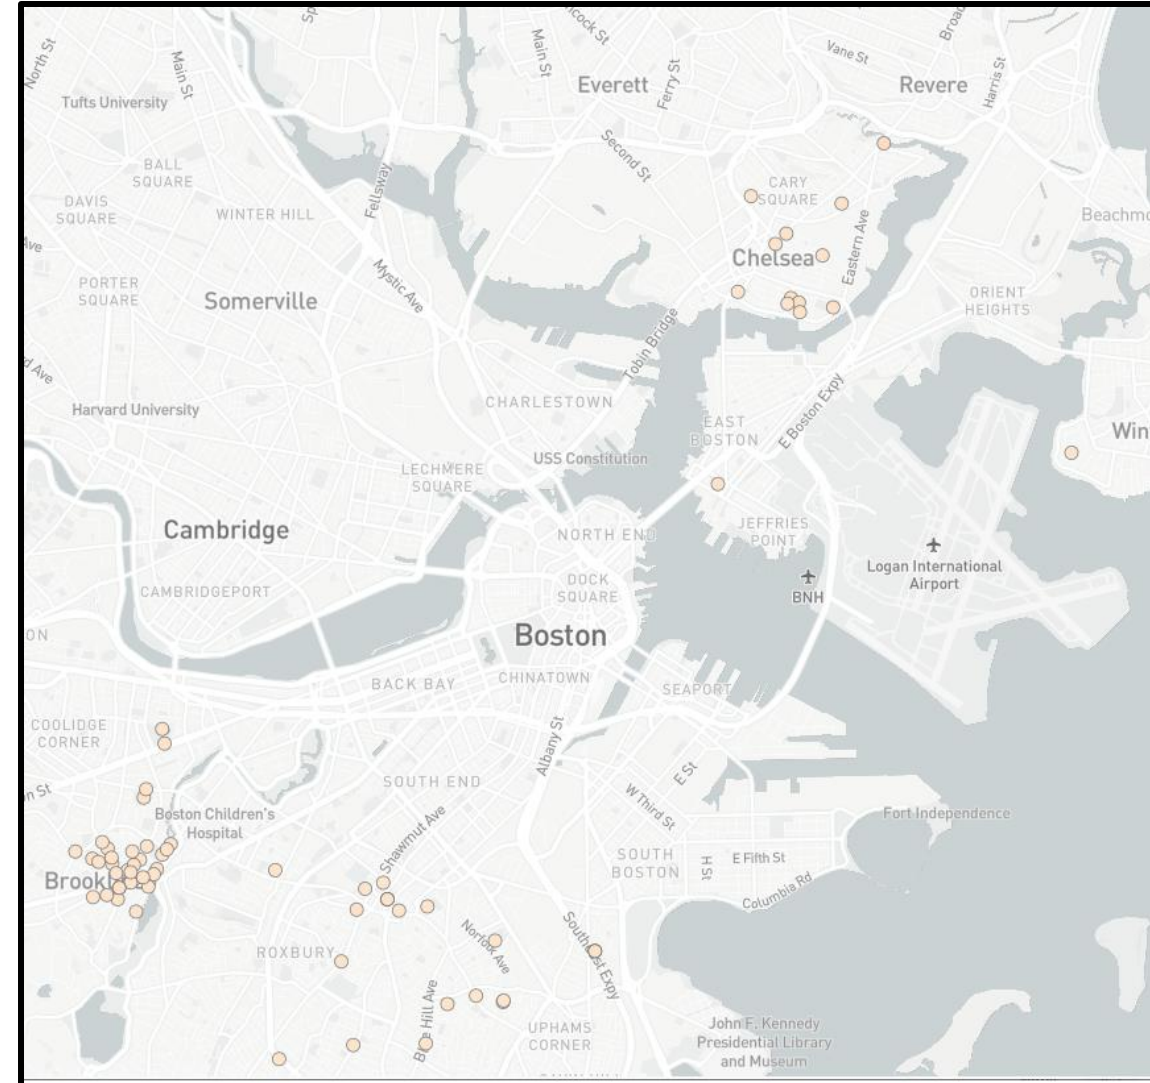 North St
Main St
Main St
Ferry St
Vane St
Harris St
Everett
Revere
Tufts University
Second St
BALL
SQUARE
Fellsway
CARY
SQUARE
DAVIS
SQUARE
WINTER HILL
Ave
Eastern Ave
Chelsea
Mystic Ave
PORTER
SQUARE
Somerville
ORIENT
HEIGHTS
Tobin Bridge
Harvard University
CHARLESTOWN
E Boston Expy
EAST
BOSTON
USS Constitution
LECHMERE
SQUARE
Cambridge
NORTH END
JEFFRIES
POINT
Logan International
Airport
DOCK
SQUARE
BNH
CAMBRIDGEPORT
Boston
CHINATOWN
BACK BAY
SEAPORT
COOLIDGE
CORNER
Albany St
SOUTH END
E St
W Third St
n St
Boston Children's
Hospital
Fort Independence
Shawmut Ave
SOUTH
BOSTON
H St
E Fifth St
Columbia Rd
ROXBURY
Norfolk Ave
Southeast Expy
UPHAMS
CORNER
John F. Kennedy
Presidential Library
and Museum